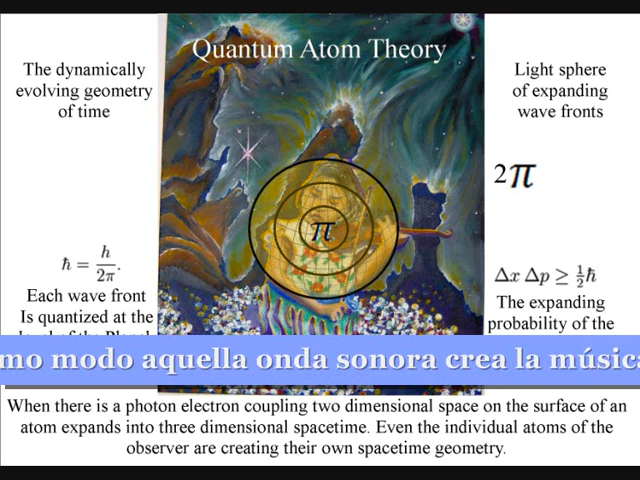 Quantum Atom Theory
The dynamically
evolving geometry
of time
Light sphere
of expanding
wave fronts
2π
π
ħ = h / 2π.
Each wave front
Is quantized at the
Δx Δp ≥ ½ħ
The expanding
probability of the
mo modo aquella onda sonora crea la música
When there is a photon electron coupling two dimensional space on the surface of an
atom expands into three dimensional spacetime. Even the individual atoms of the
observer are creating their own spacetime geometry.